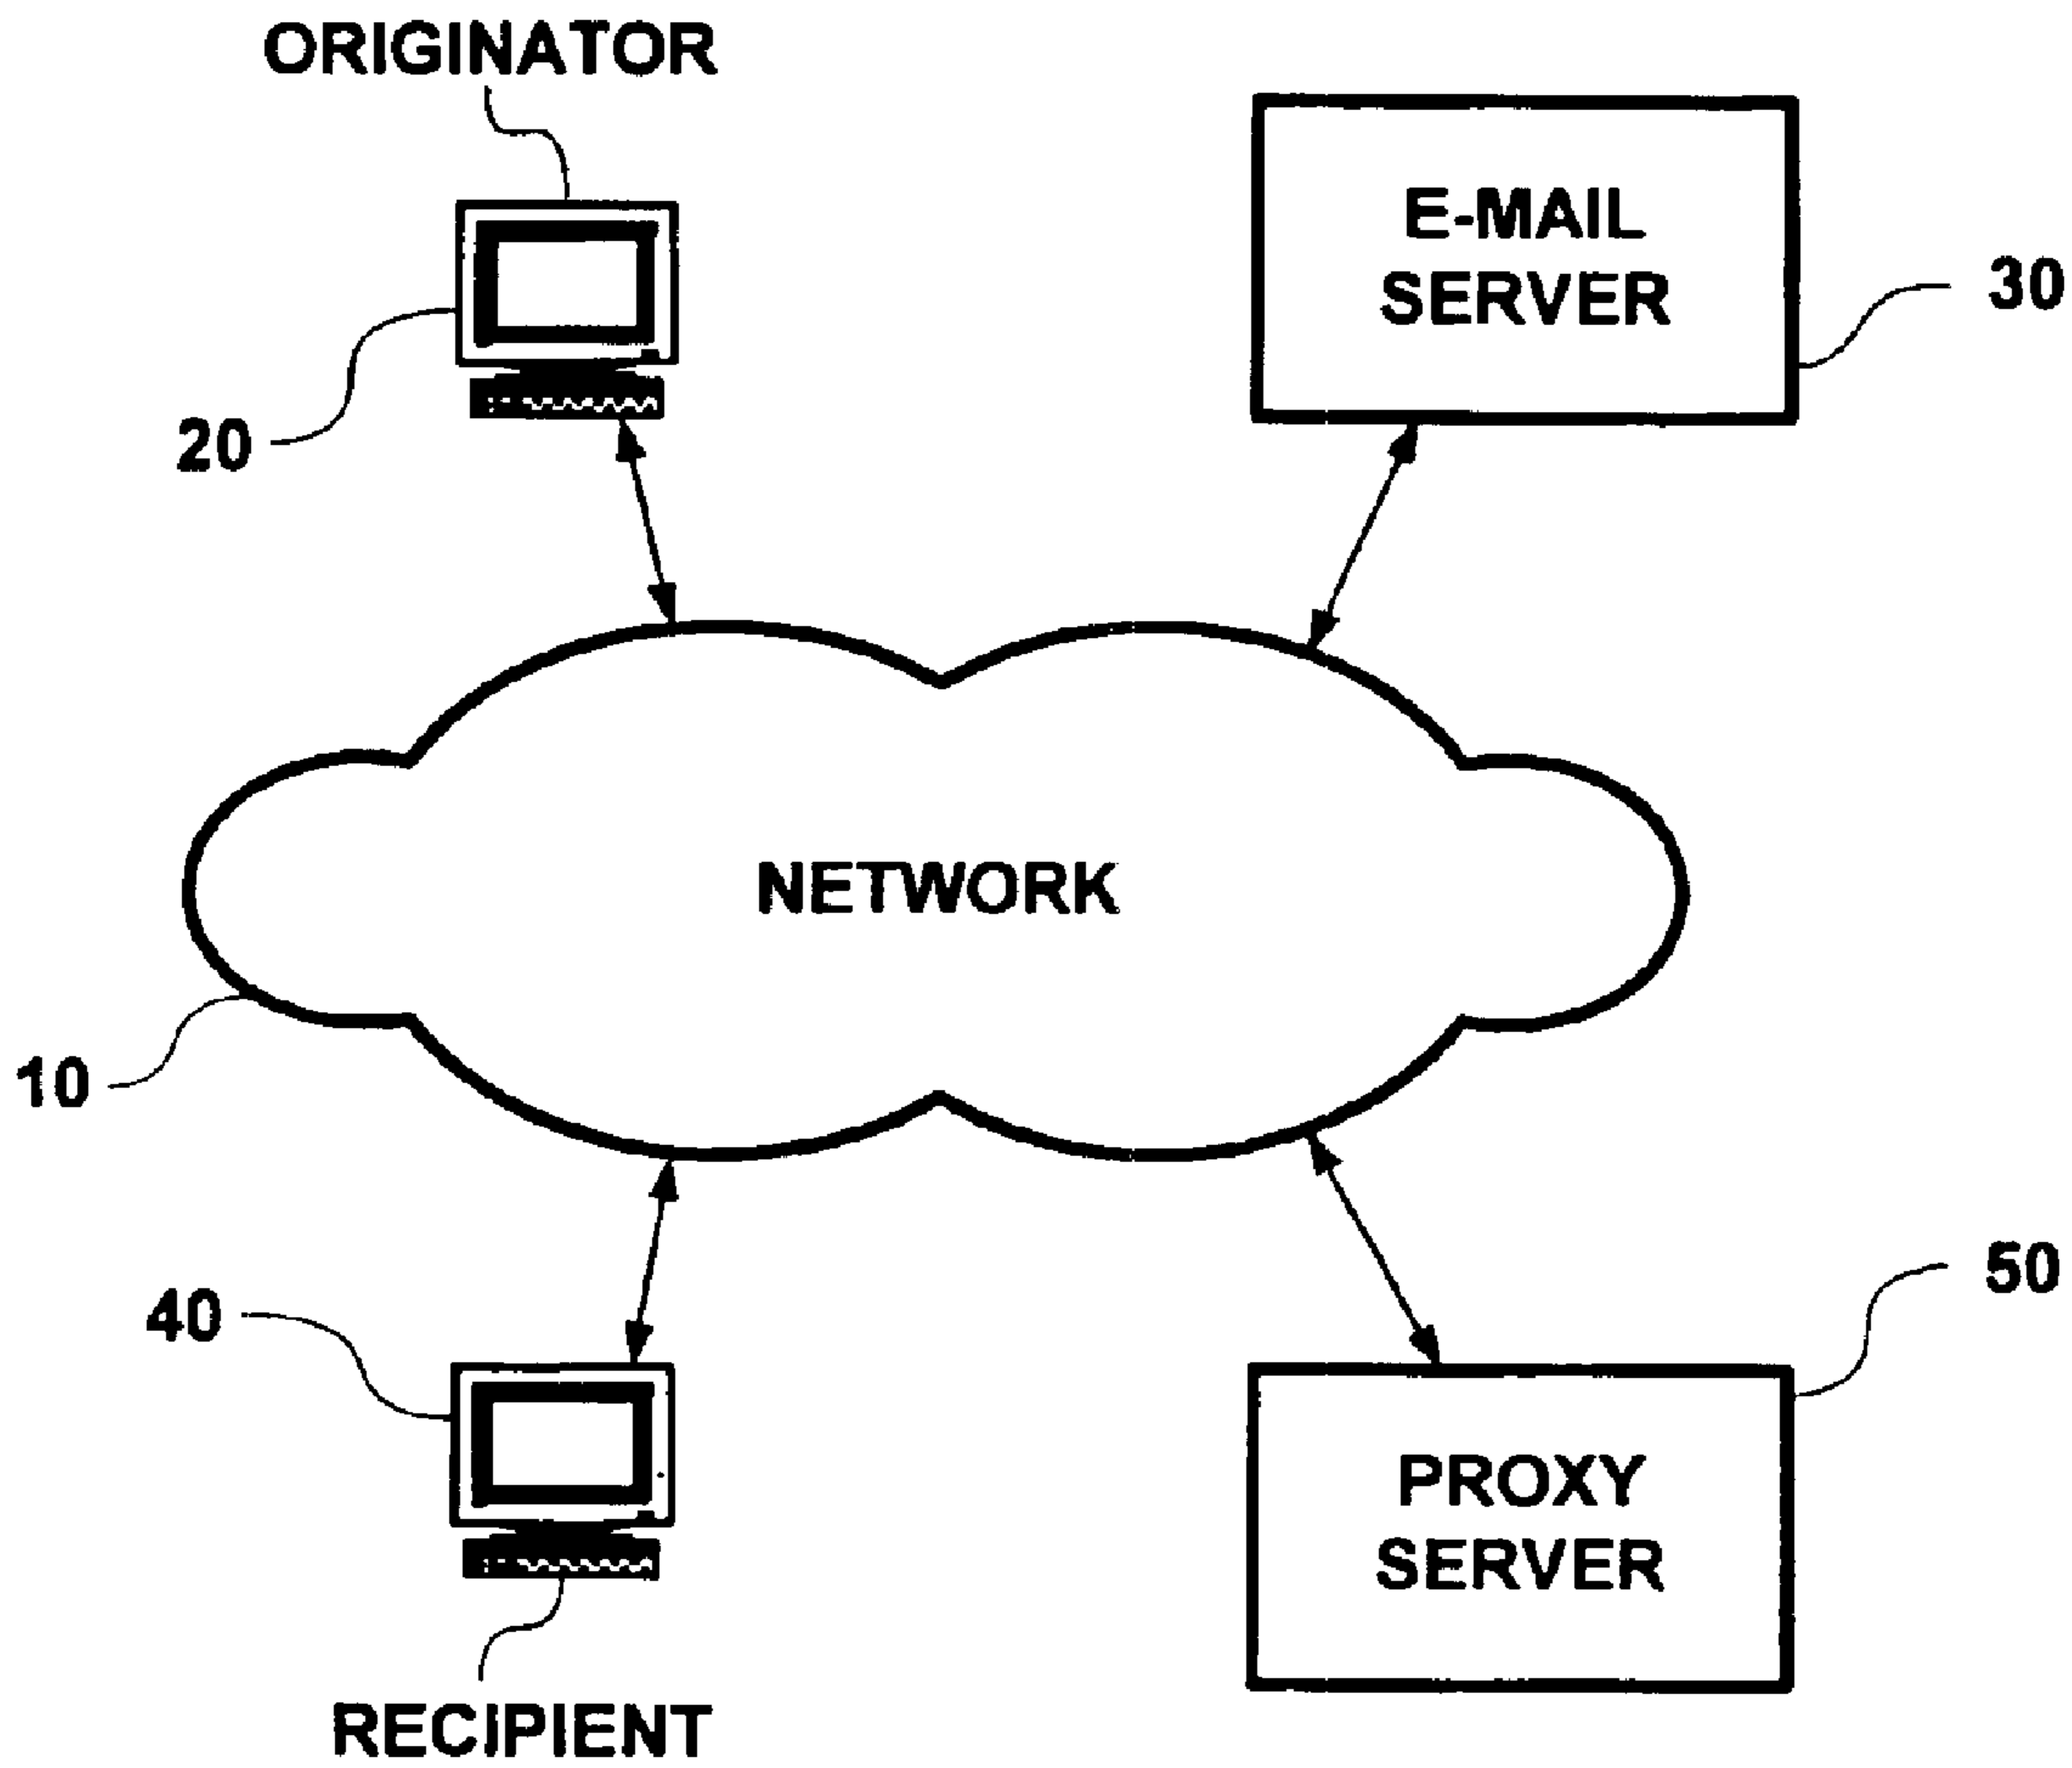 ORIGINATOR
E-MAIL
SERVER
30
20
NETWORK
10
50
40
PROXY
SERVER
RECIPIENT